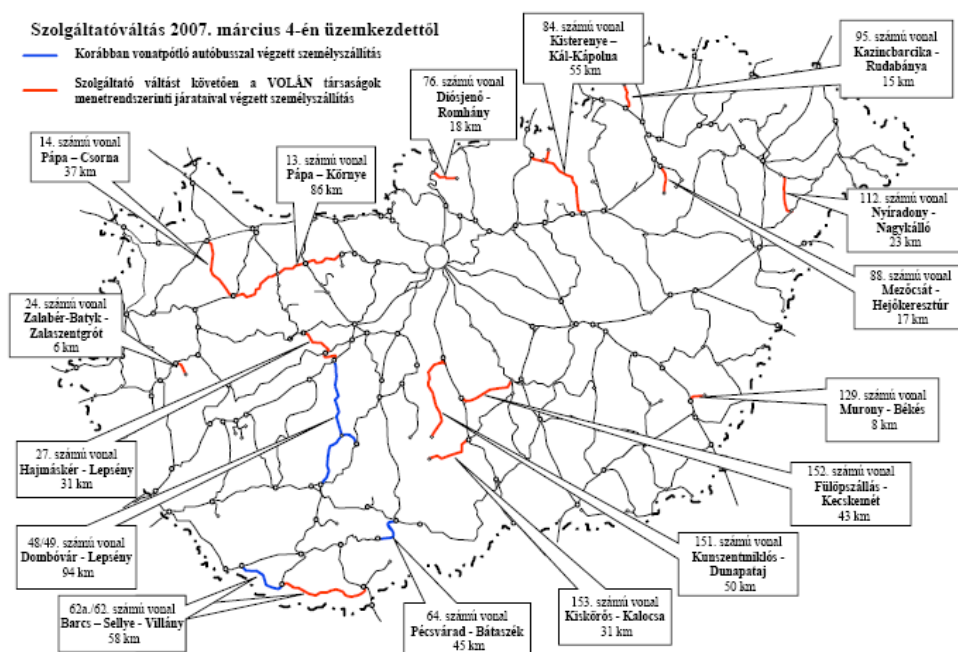 Szolgáltatóváltás 2007. március 4-én üzemkezdettől
Korábban vonatpótló autóbusszal végzett személyszállítás
Szolgáltató váltást követően a VOLÁN társaságok
menetrendszerinti járataival végzett személyszállítás
84. számú vonal
Kisterenye –
Kál-Kápolna
55 km
95. számú vonal
Kazincbarcika -
Rudabánya
15 km
76. számú vonal
Diósjenő -
Romhány
18 km
14. számú vonal
Pápa – Csorna
37 km
13. számú vonal
Pápa – Környe
86 km
112. számú vonal
Nyíradony -
Nagykálló
23 km
88. számú vonal
Mezőcsát -
Hejőkeresztúr
17 km
24. számú vonal
Zalabér-Batyk -
Zalaszentgrót
6 km
129. számú vonal
Murony - Békés
8 km
27. számú vonal
Hajmáskér - Lepsény
31 km
152. számú vonal
Fülöpszállás -
Kecskemét
43 km
48/49. számú vonal
Dombóvár - Lepsény
94 km
151. számú vonal
Kunszentmiklós -
Dunapataj
50 km
62a./62. számú vonal
Barcs – Sellye - Villány
58 km
64. számú vonal
Pécsvárad - Bátaszék
45 km
153. számú vonal
Kiskőrös - Kalocsa
31 km